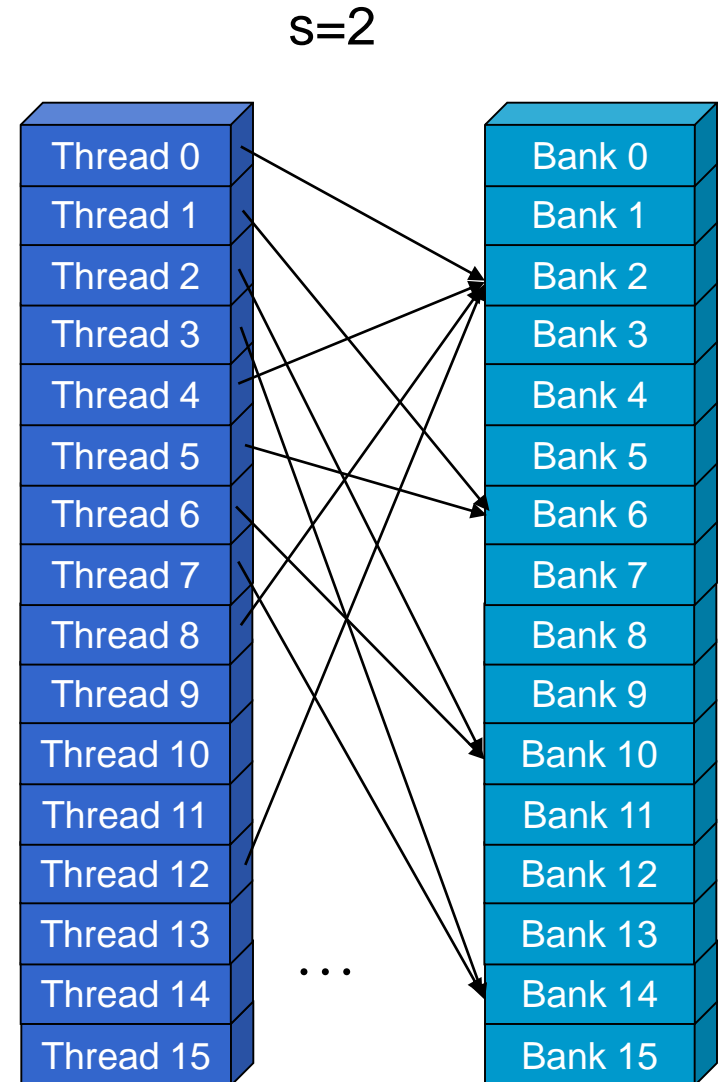 s=2
Thread 0
Thread 1
Thread 2
Thread 3
Thread 4
Thread 5
Thread 6
Thread 7
Thread 8
Thread 9
Thread 10
Thread 11
Thread 12
Thread 13
Thread 14
Thread 15
...
Bank 0
Bank 1
Bank 2
Bank 3
Bank 4
Bank 5
Bank 6
Bank 7
Bank 8
Bank 9
Bank 10
Bank 11
Bank 12
Bank 13
Bank 14
Bank 15